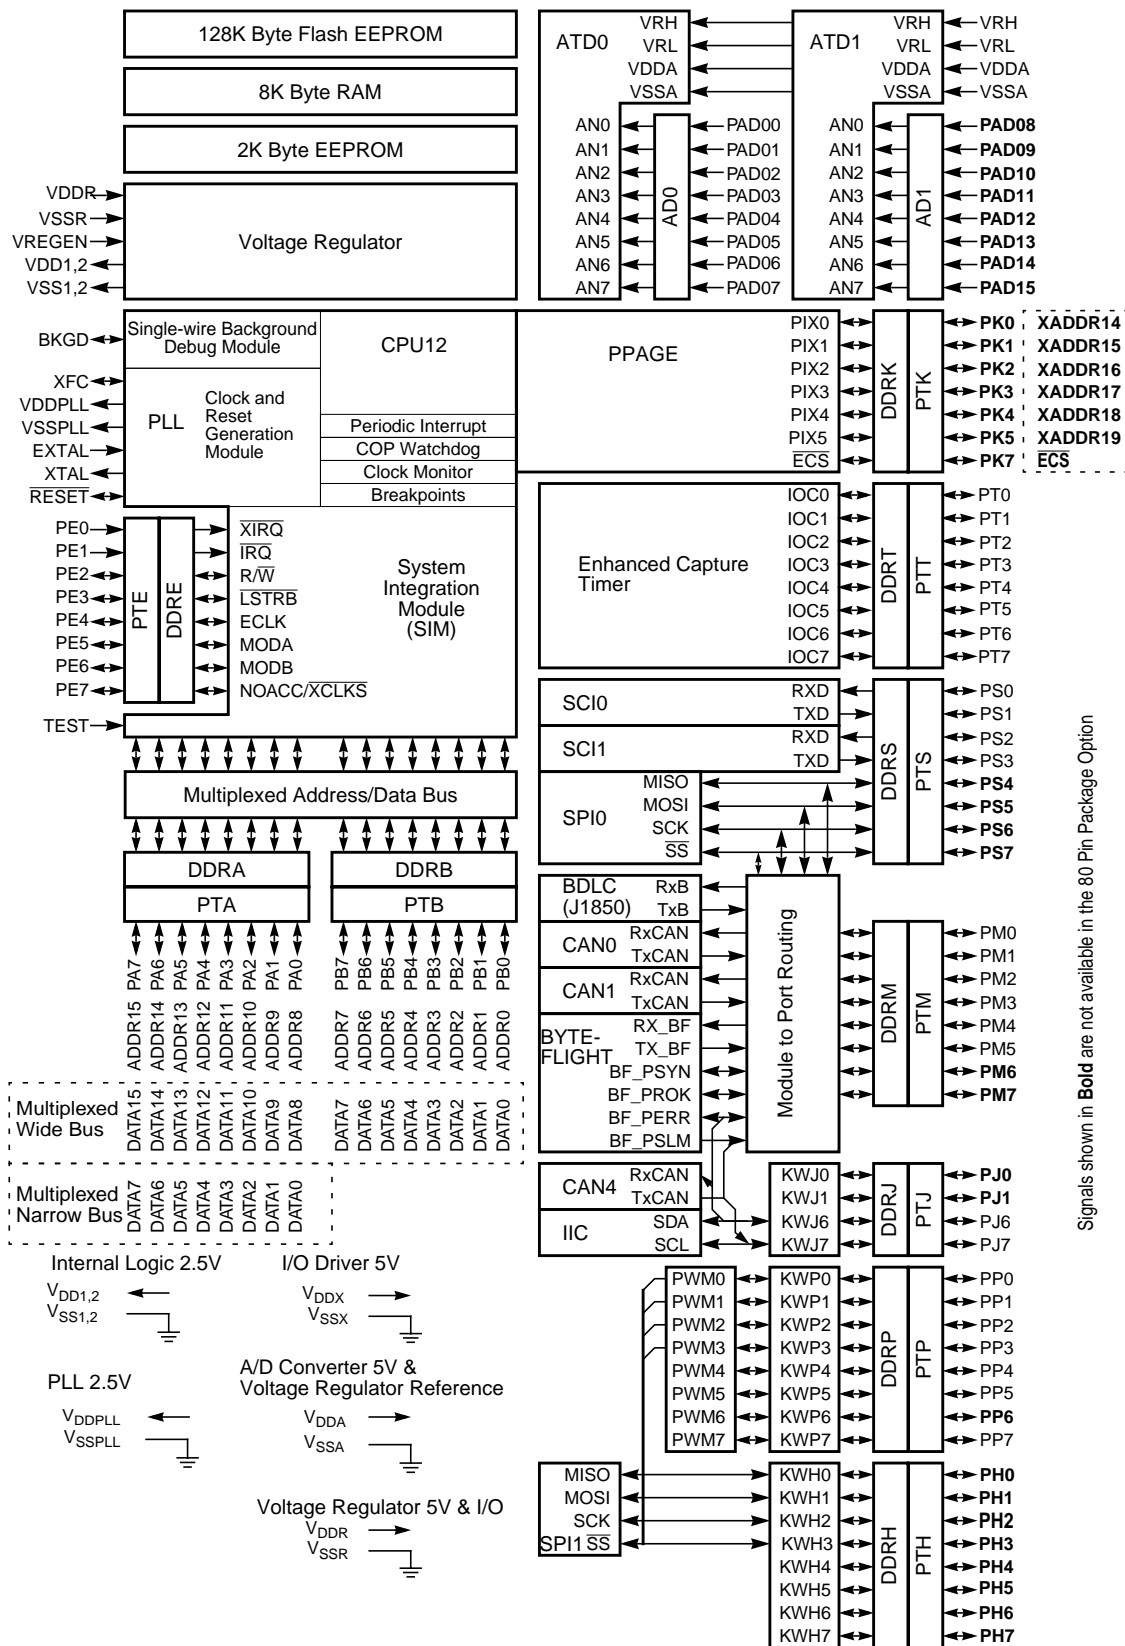 128K Byte Flash EEPROM
8K Byte RAM
2K Byte EEPROM
VDDR
VSSR
VREGEN
VDD1,2
VSS1,2
Voltage Regulator
ATD0
VRH
VRL
VDDA
VSSA
AN0
AN1
AN2
AN3
AN4
AN5
AN6
AN7
AD0
PAD00
PAD01
PAD02
PAD03
PAD04
PAD05
PAD06
PAD07
ATD1
VRH
VRL
VDDA
VSSA
VRH
VRL
VDDA
VSSA
AN0
AN1
AN2
AN3
AN4
AN5
AN6
AN7
AD1
PAD08
PAD09
PAD10
PAD11
PAD12
PAD13
PAD14
PAD15
BKGD
XFC
VDDPLL
VSSPLL
EXTAL
XTAL
RESET
Single-wire Background
Debug Module
CPU12
PLL
Clock and
Reset
Generation
Module
Periodic Interrupt
COP Watchdog
Clock Monitor
Breakpoints
PPAGE
PIX0
PIX1
PIX2
PIX3
PIX4
PIX5
ECS
DDRK
PTK
PK0 XADDR14
PK1 XADDR15
PK2 XADDR16
PK3 XADDR17
PK4 XADDR18
PK5 XADDR19
PK7 ECS
PE0
PE1
PE2
PE3
PE4
PE5
PE6
PE7
TEST
PTE
DDRE
XIRQ
IRQ
R/W
LSTRB
ECLK
MODA
MODB
NOACC/XCLKS
System
Integration
Module
(SIM)
Enhanced Capture
Timer
IOC0
IOC1
IOC2
IOC3
IOC4
IOC5
IOC6
IOC7
DDRT
PTT
PT0
PT1
PT2
PT3
PT4
PT5
PT6
PT7
SCI0
RXD
TXD
SCI1
RXD
TXD
SPI0
MISO
MOSI
SCK
SS
DDRS
PTS
PS0
PS1
PS2
PS3
PS4
PS5
PS6
PS7
Multiplexed Address/Data Bus
DDRA
PTA
DDRB
PTB
PA7
PA6
PA5
PA4
PA3
PA2
PA1
PA0
PB7
PB6
PB5
PB4
PB3
PB2
PB1
PB0
ADDR15
ADDR14
ADDR13
ADDR12
ADDR11
ADDR10
ADDR9
ADDR8
ADDR7
ADDR6
ADDR5
ADDR4
ADDR3
ADDR2
ADDR1
ADDR0
Multiplexed
Wide Bus
DATA15
DATA14
DATA13
DATA12
DATA11
DATA10
DATA9
DATA8
DATA7
DATA6
DATA5
DATA4
DATA3
DATA2
DATA1
DATA0
Multiplexed
Narrow Bus
DATA7
DATA6
DATA5
DATA4
DATA3
DATA2
DATA1
DATA0
BDLC
(J1850)
RxB
TxB
CAN0
RxCAN
TxCAN
CAN1
RxCAN
TxCAN
BYTE-
FLIGHT
RX_BF
TX_BF
BF_PSYN
BF_PROK
BF_PERR
BF_PSLM
Module to Port Routing
DDRM
PTM
PM0
PM1
PM2
PM3
PM4
PM5
PM6
PM7
CAN4
RxCAN
TxCAN
IIC
SDA
SCL
KWJ0
KWJ1
KWJ6
KWJ7
DDRJ
PTJ
PJ0
PJ1
PJ6
PJ7
PWM0
PWM1
PWM2
PWM3
PWM4
PWM5
PWM6
PWM7
KWP0
KWP1
KWP2
KWP3
KWP4
KWP5
KWP6
KWP7
DDRP
PTP
PP0
PP1
PP2
PP3
PP4
PP5
PP6
PP7
MISO
MOSI
SCK
SPI1 SS
KWH0
KWH1
KWH2
KWH3
KWH4
KWH5
KWH6
KWH7
DDRH
PTH
PH0
PH1
PH2
PH3
PH4
PH5
PH6
PH7
Internal Logic 2.5V
VDD1,2
VSS1,2
I/O Driver 5V
VDDX
VSSX
PLL 2.5V
VDDPLL
VSSPLL
A/D Converter 5V &
Voltage Regulator Reference
VDDA
VSSA
Voltage Regulator 5V & I/O
VDDR
VSSR
Signals shown in Bold are not available in the 80 Pin Package Option